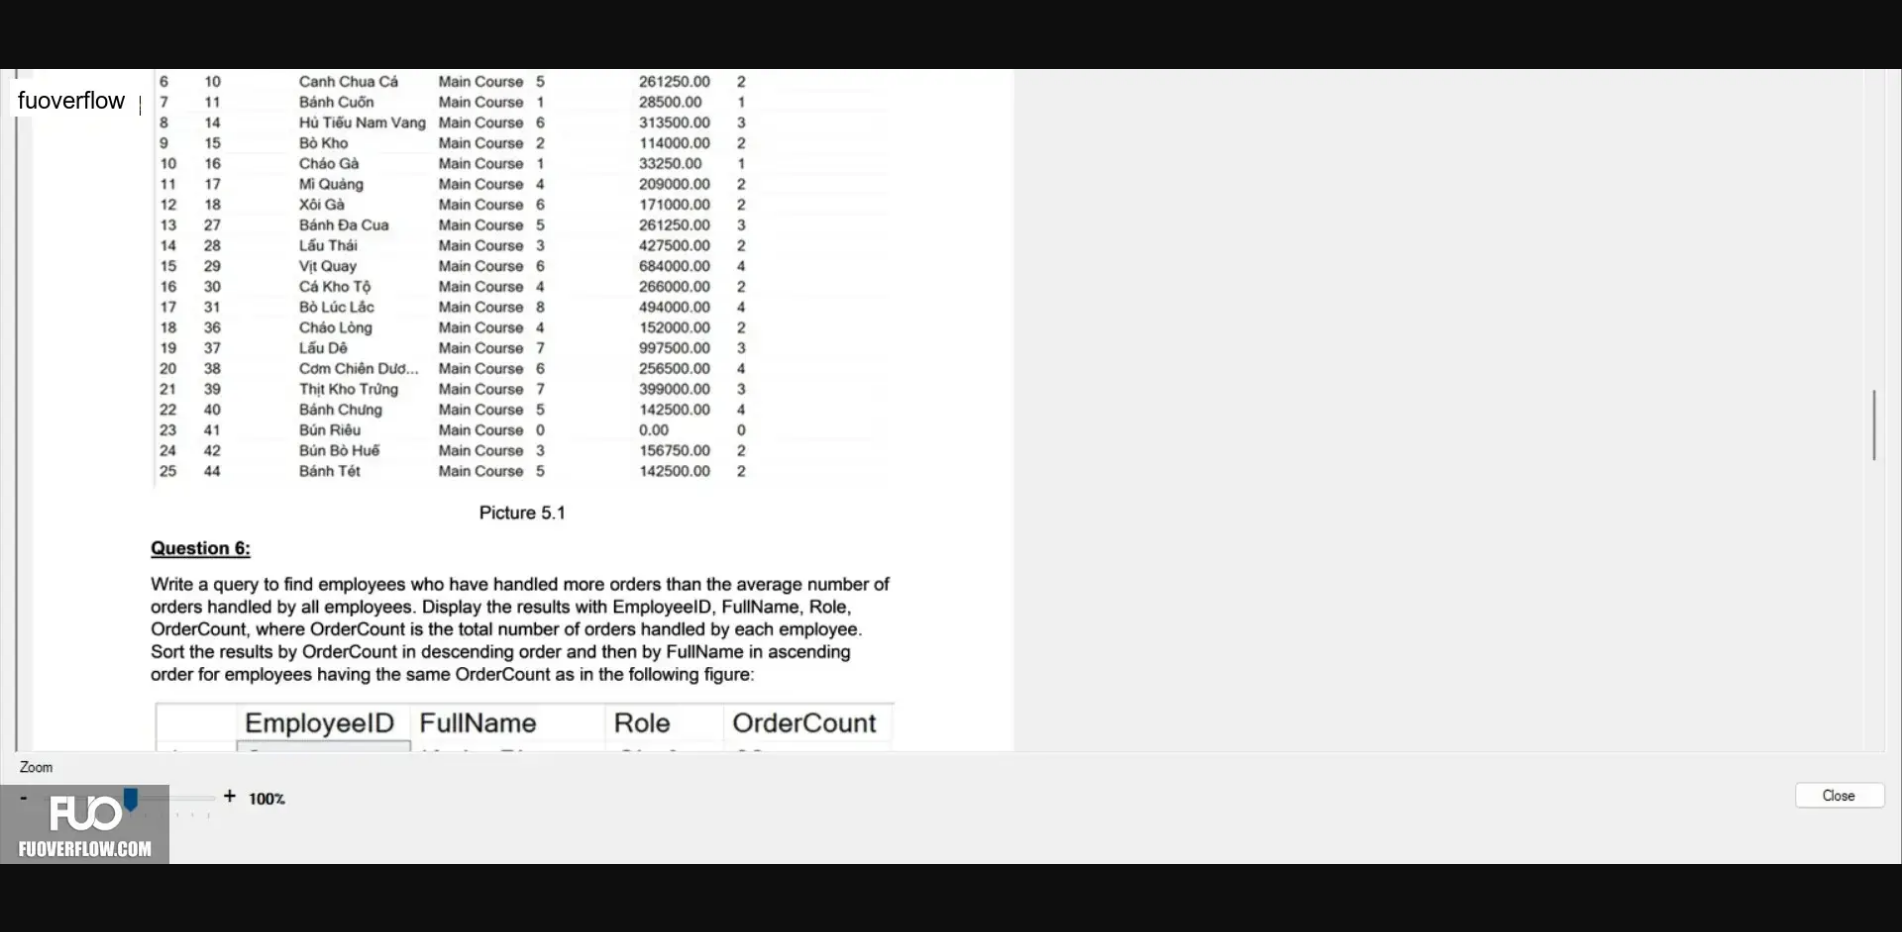 fuoverflow
6 10 Canh Chua Cá Main Course 5 261250.00 2
7 11 Bánh Cuốn Main Course 1 28500.00 1
8 14 Hủ Tiếu Nam Vang Main Course 6 313500.00 3
9 15 Bò Kho Main Course 2 114000.00 2
10 16 Cháo Gà Main Course 1 33250.00 1
11 17 Mì Quảng Main Course 4 209000.00 2
12 18 Xôi Gà Main Course 6 171000.00 2
13 27 Bánh Đa Cua Main Course 5 261250.00 3
14 28 Lẩu Thái Main Course 3 427500.00 2
15 29 Vịt Quay Main Course 6 684000.00 4
16 30 Cá Kho Tộ Main Course 4 266000.00 2
17 31 Bò Lúc Lắc Main Course 8 494000.00 4
18 36 Cháo Lòng Main Course 4 152000.00 2
19 37 Lẩu Dê Main Course 7 997500.00 3
20 38 Cơm Chiên Dươ... Main Course 6 256500.00 4
21 39 Thịt Kho Trứng Main Course 7 399000.00 3
22 40 Bánh Chưng Main Course 5 142500.00 4
23 41 Bún Riêu Main Course 0 0.00 0
24 42 Bún Bò Huế Main Course 3 156750.00 2
25 44 Bánh Tét Main Course 5 142500.00 2
Picture 5.1
Question 6:
Write a query to find employees who have handled more orders than the average number of
orders handled by all employees. Display the results with EmployeeID, FullName, Role,
OrderCount, where OrderCount is the total number of orders handled by each employee.
Sort the results by OrderCount in descending order and then by FullName in ascending
order for employees having the same OrderCount as in the following figure:
EmployeeID FullName Role OrderCount
Zoom
- + 100%
Close
FUO
FUOVERFLOW.COM